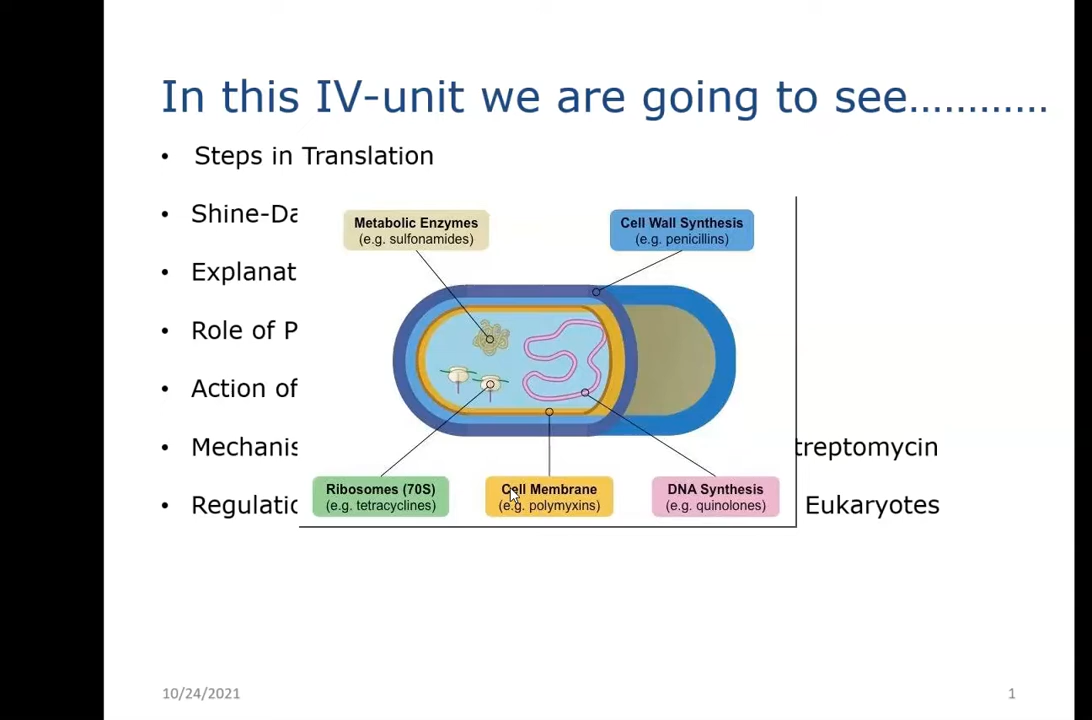 In this IV-unit we are going to see…………
• Steps in Translation
• Shine-Da
• Explanat
• Role of P
• Action of
• Mechanis
treptomycin
• Regulatio
Eukaryotes
Metabolic Enzymes
(e.g. sulfonamides)
Cell Wall Synthesis
(e.g. penicillins)
Ribosomes (70S)
(e.g. tetracyclines)
Cell Membrane
(e.g. polymyxins)
DNA Synthesis
(e.g. quinolones)
10/24/2021
1